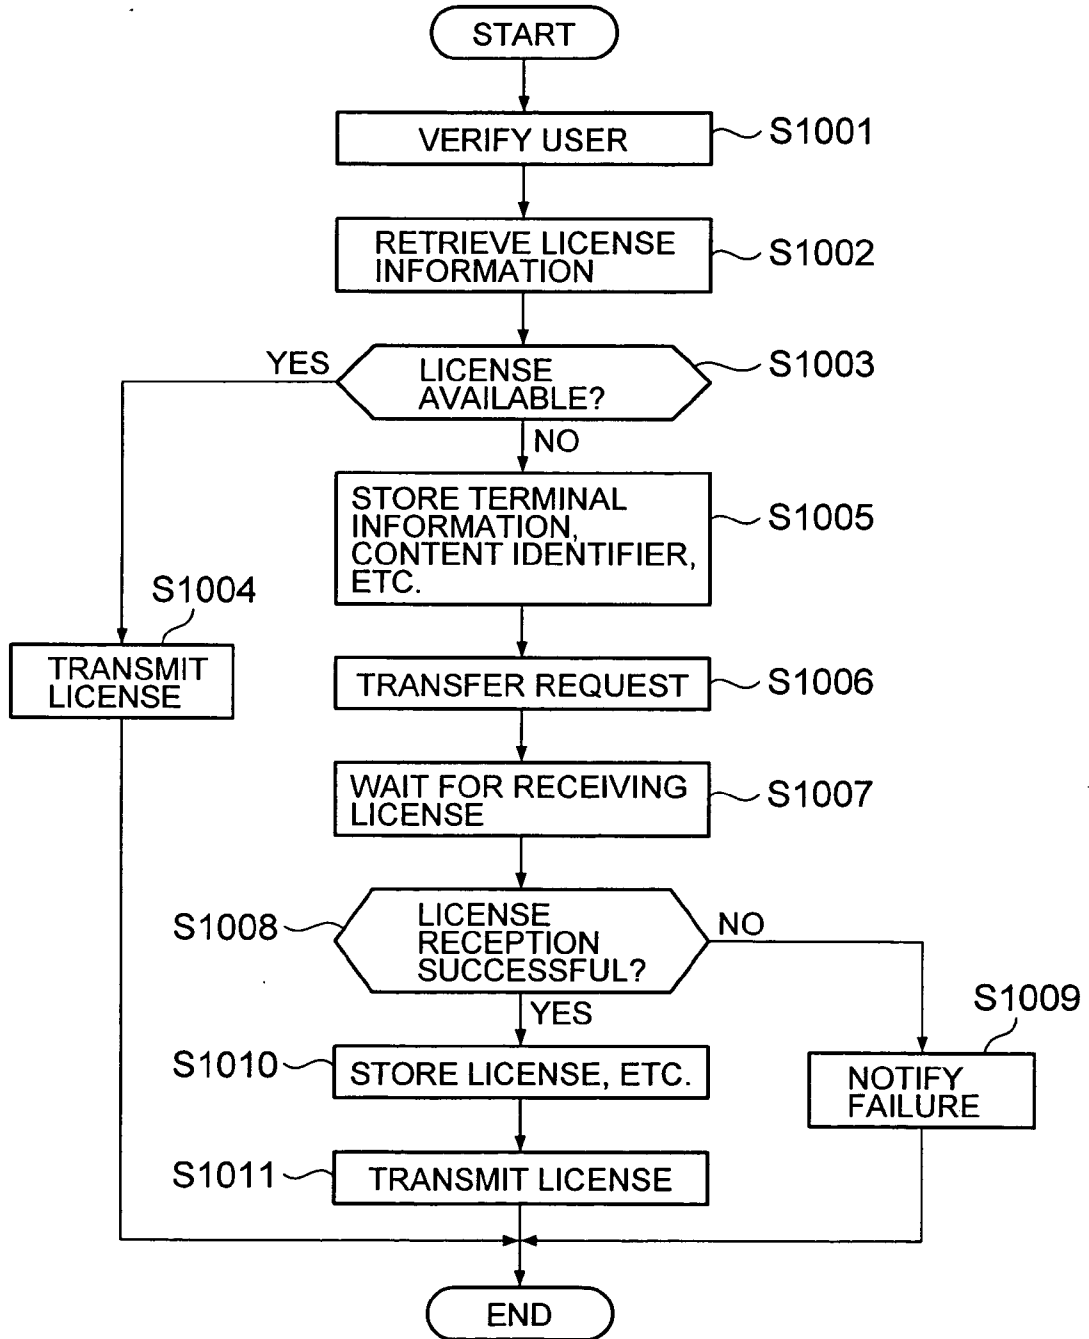 START
VERIFY USER
S1001
RETRIEVE LICENSE
INFORMATION
S1002
YES
LICENSE
AVAILABLE?
S1003
NO
STORE TERMINAL
INFORMATION,
CONTENT IDENTIFIER,
ETC.
S1005
S1004
TRANSMIT
LICENSE
TRANSFER REQUEST
S1006
WAIT FOR RECEIVING
LICENSE
S1007
S1008
LICENSE
RECEPTION
SUCCESSFUL?
NO
YES
S1009
NOTIFY
FAILURE
S1010
STORE LICENSE, ETC.
S1011
TRANSMIT LICENSE
END